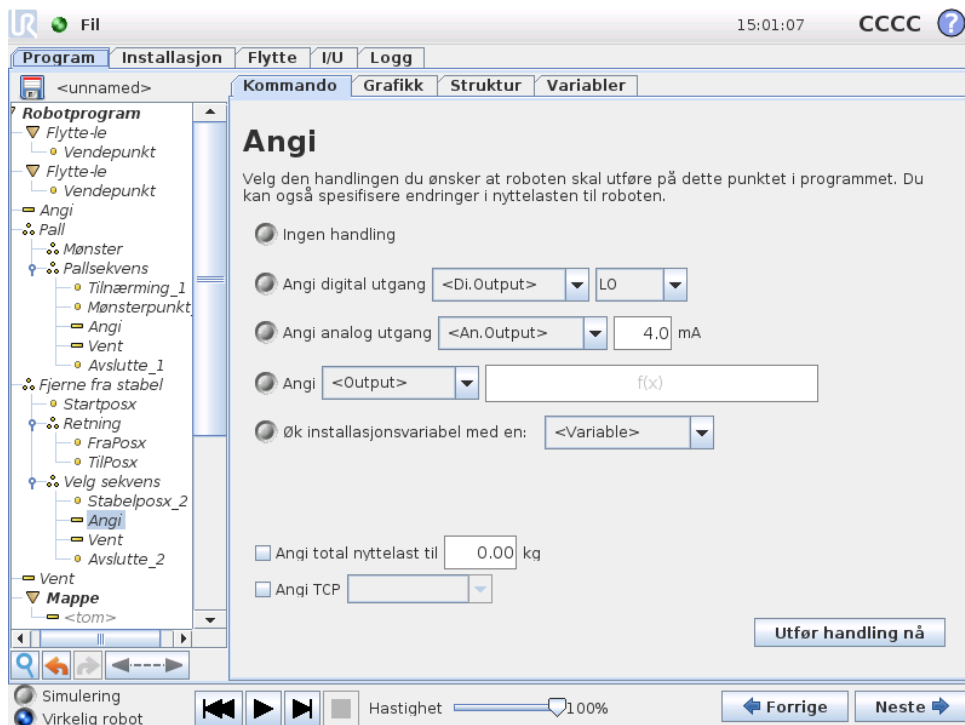 UR Fil 15:01:07 CCCC ?
Program Installasjon Flytte I/U Logg
<unnamed>
Robotprogram
Flytte-le
Vendepunkt
Flytte-le
Vendepunkt
Angi
Pall
Mønster
Pallsekvens
Tilnærming_1
Mønsterpunkt_
Angi
Vent
Avslutte_1
Fjerne fra stabel
Startposx
Retning
FraPosx
TilPosx
Velg sekvens
Stabelposx_2
Angi
Vent
Avslutte_2
Vent
Mappe
<tom>
Kommando Grafikk Struktur Variabler
Angi
Velg den handlingen du ønsker at roboten skal utføre på dette punktet i programmet. Du
kan også spesifisere endringer i nyttelasten til roboten.
Ingen handling
Angi digital utgang <Di.Output> LO
Angi analog utgang <An.Output> 4.0 mA
Angi <Output> f(x)
Øk installasjonsvariabel med en: <Variable>
Angi total nyttelast til 0.00 kg
Angi TCP
Utfør handling nå
Simulering
Virkelig robot
Hastighet 100%
Forrige Neste